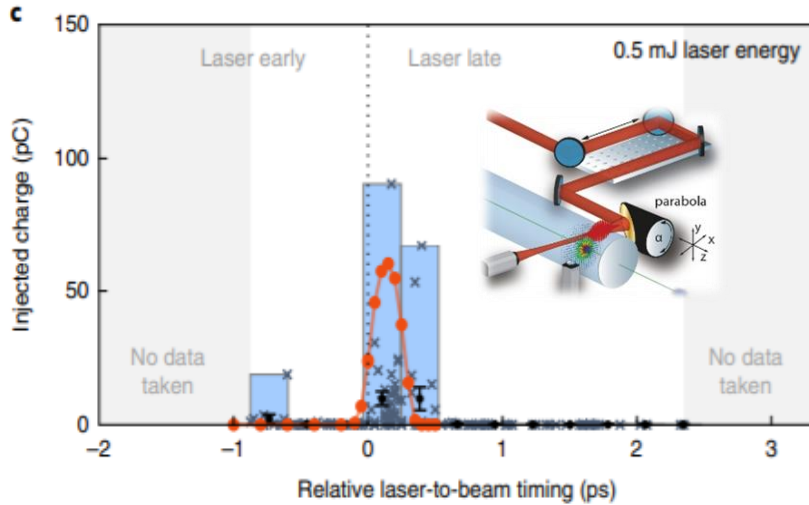 c
150
Laser early
Laser late
0.5 mJ laser energy
100
parabola
α
y
x
z
Injected charge (pC)
50
No data
taken
No data
taken
0
−2
−1
0
1
2
3
Relative laser-to-beam timing (ps)